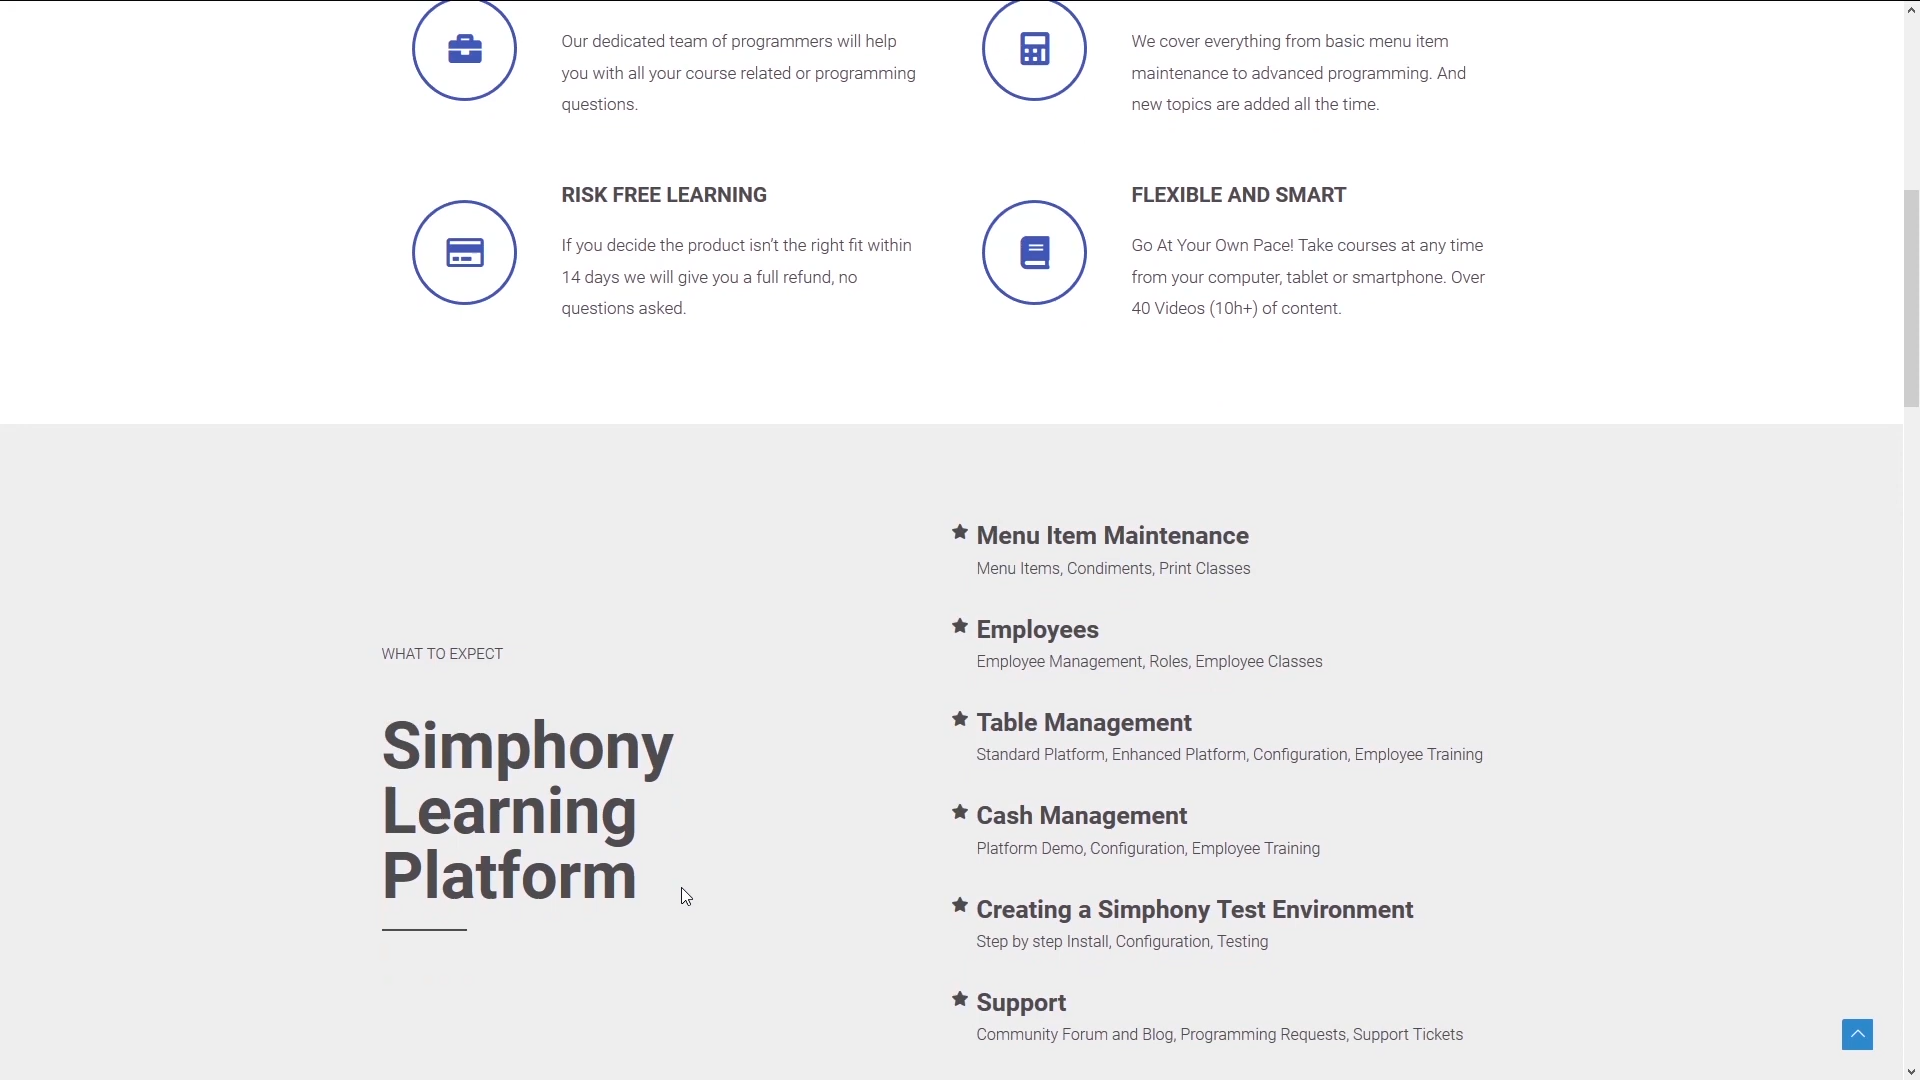 Our dedicated team of programmers will help
you with all your course related or programming
questions.
We cover everything from basic menu item
maintenance to advanced programming. And
new topics are added all the time.
RISK FREE LEARNING
If you decide the product isn’t the right fit within
14 days we will give you a full refund, no
questions asked.
FLEXIBLE AND SMART
Go At Your Own Pace! Take courses at any time
from your computer, tablet or smartphone. Over
40 Videos (10h+) of content.
WHAT TO EXPECT
Simphony
Learning
Platform
Menu Item Maintenance
Menu Items, Condiments, Print Classes
Employees
Employee Management, Roles, Employee Classes
Table Management
Standard Platform, Enhanced Platform, Configuration, Employee Training
Cash Management
Platform Demo, Configuration, Employee Training
Creating a Simphony Test Environment
Step by step Install, Configuration, Testing
Support
Community Forum and Blog, Programming Requests, Support Tickets